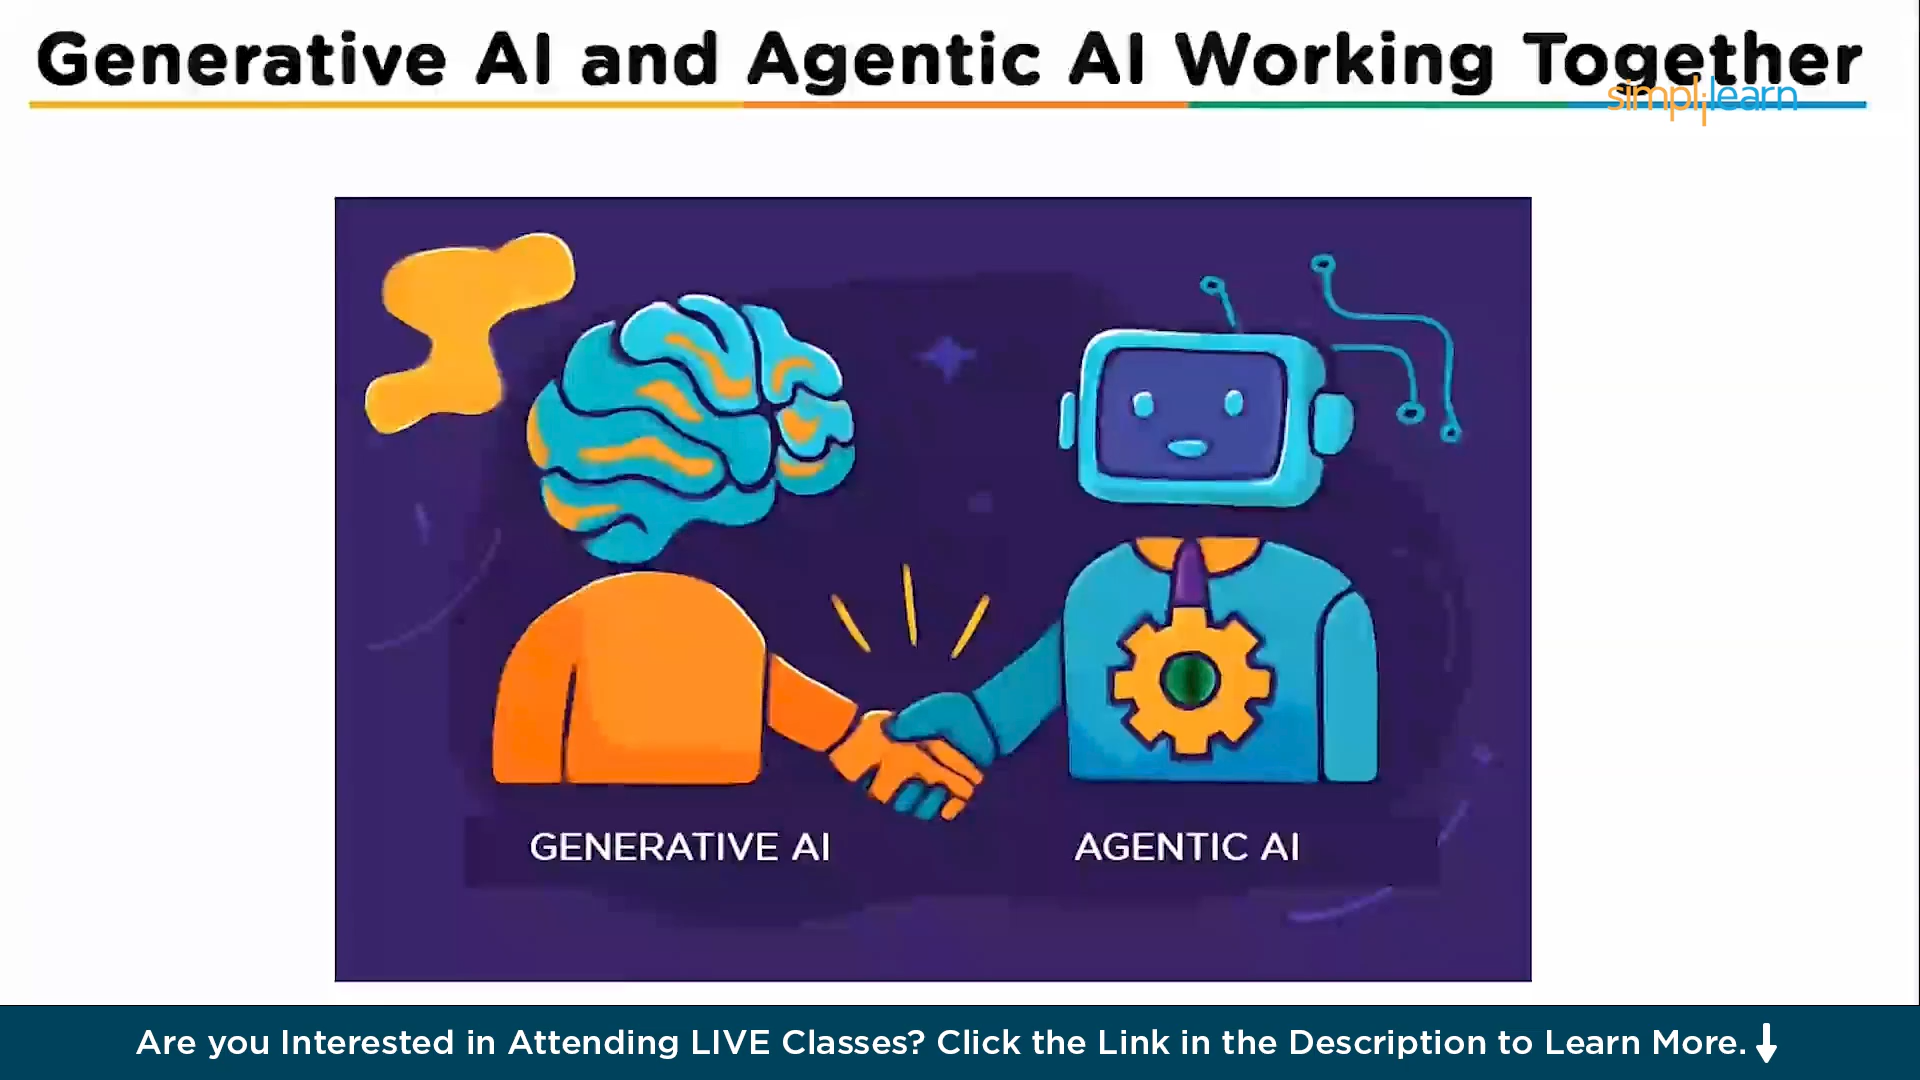 Generative AI and Agentic AI Working Together
simplilearn
GENERATIVE AI
AGENTIC AI
Are you Interested in Attending LIVE Classes? Click the Link in the Description to Learn More.